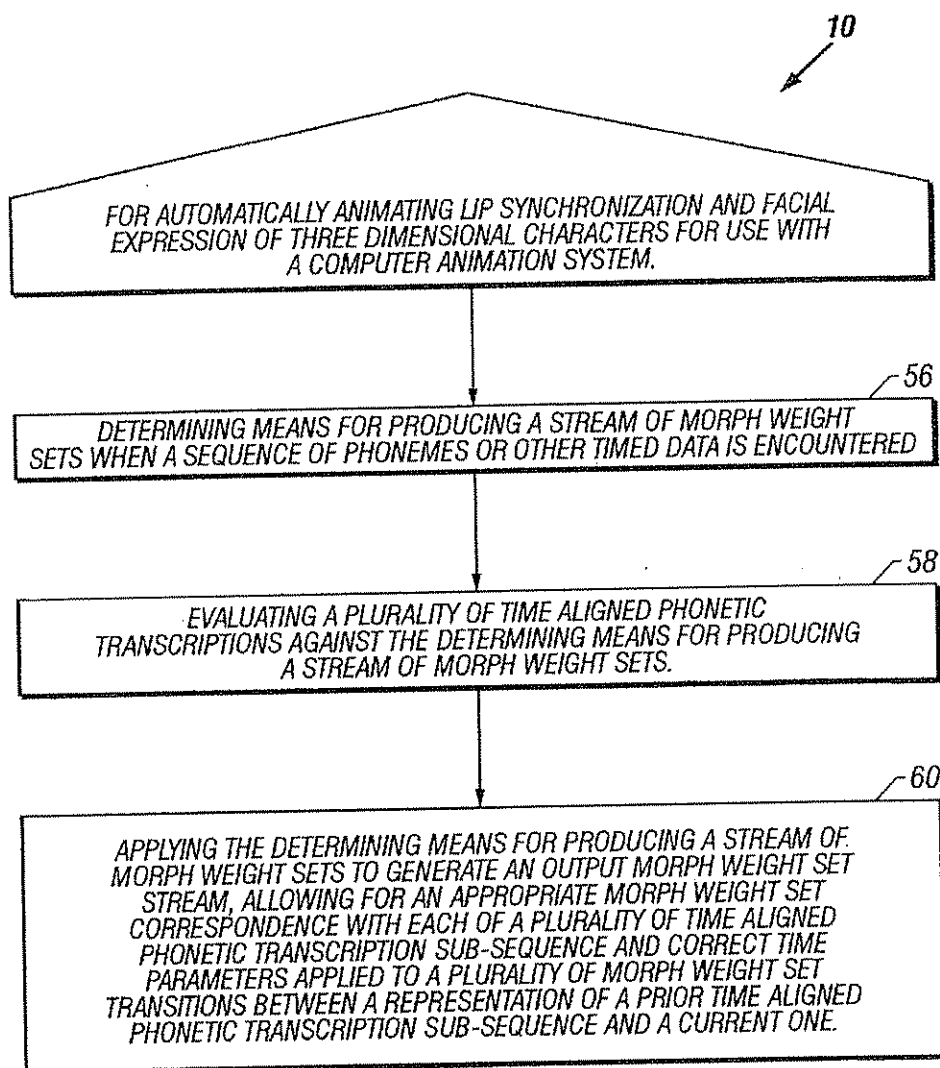 10
FOR AUTOMATICALLY ANIMATING LIP SYNCHRONIZATION AND FACIAL
EXPRESSION OF THREE DIMENSIONAL CHARACTERS FOR USE WITH
A COMPUTER ANIMATION SYSTEM.
56
DETERMINING MEANS FOR PRODUCING A STREAM OF MORPH WEIGHT
SETS WHEN A SEQUENCE OF PHONEMES OR OTHER TIMED DATA IS ENCOUNTERED
58
EVALUATING A PLURALITY OF TIME ALIGNED PHONETIC
TRANSCRIPTIONS AGAINST THE DETERMINING MEANS FOR PRODUCING
A STREAM OF MORPH WEIGHT SETS.
60
APPLYING THE DETERMINING MEANS FOR PRODUCING A STREAM OF
MORPH WEIGHT SETS TO GENERATE AN OUTPUT MORPH WEIGHT SET
STREAM, ALLOWING FOR AN APPROPRIATE MORPH WEIGHT SET
CORRESPONDENCE WITH EACH OF A PLURALITY OF TIME ALIGNED
PHONETIC TRANSCRIPTION SUB-SEQUENCE AND CORRECT TIME
PARAMETERS APPLIED TO A PLURALITY OF MORPH WEIGHT SET
TRANSITIONS BETWEEN A REPRESENTATION OF A PRIOR TIME ALIGNED
PHONETIC TRANSCRIPTION SUB-SEQUENCE AND A CURRENT ONE.